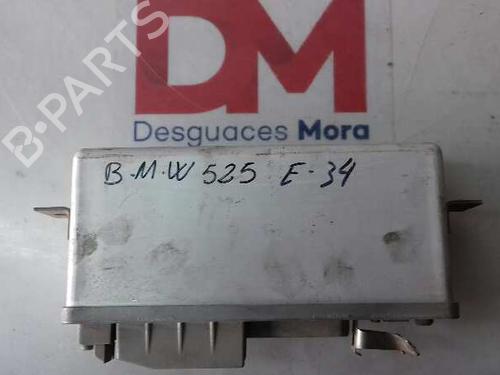 DM
Desguaces Mora
B-PARTS
B.M.W 525 E-34